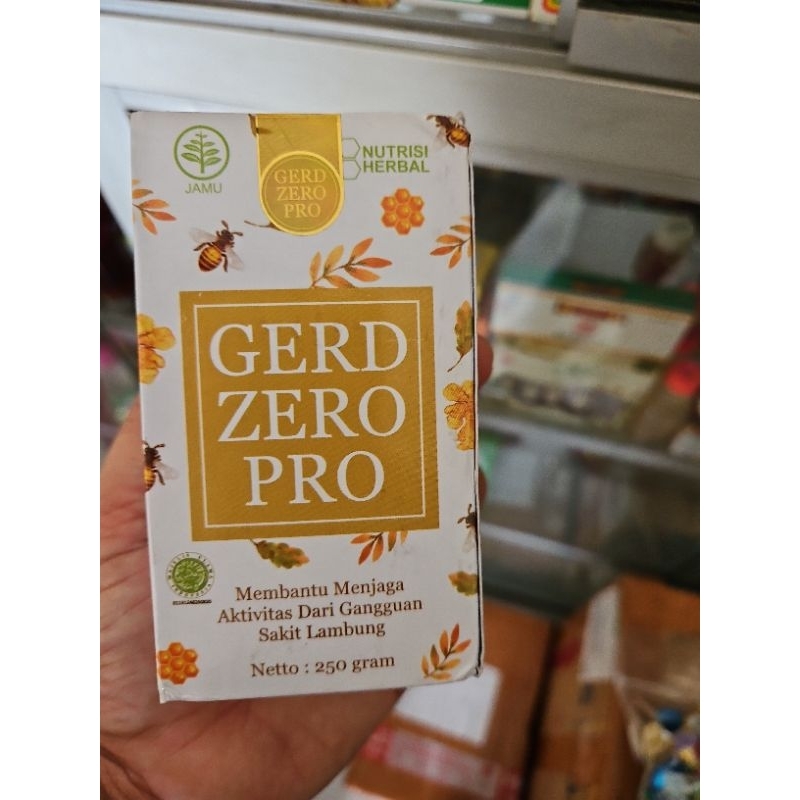 JAMU
GERD
ZERO
PRO
NUTRISI
HERBAL
GERD
ZERO
PRO
Membantu Menjaga
Aktivitas Dari Gangguan
Sakit Lambung
Netto : 250 gram